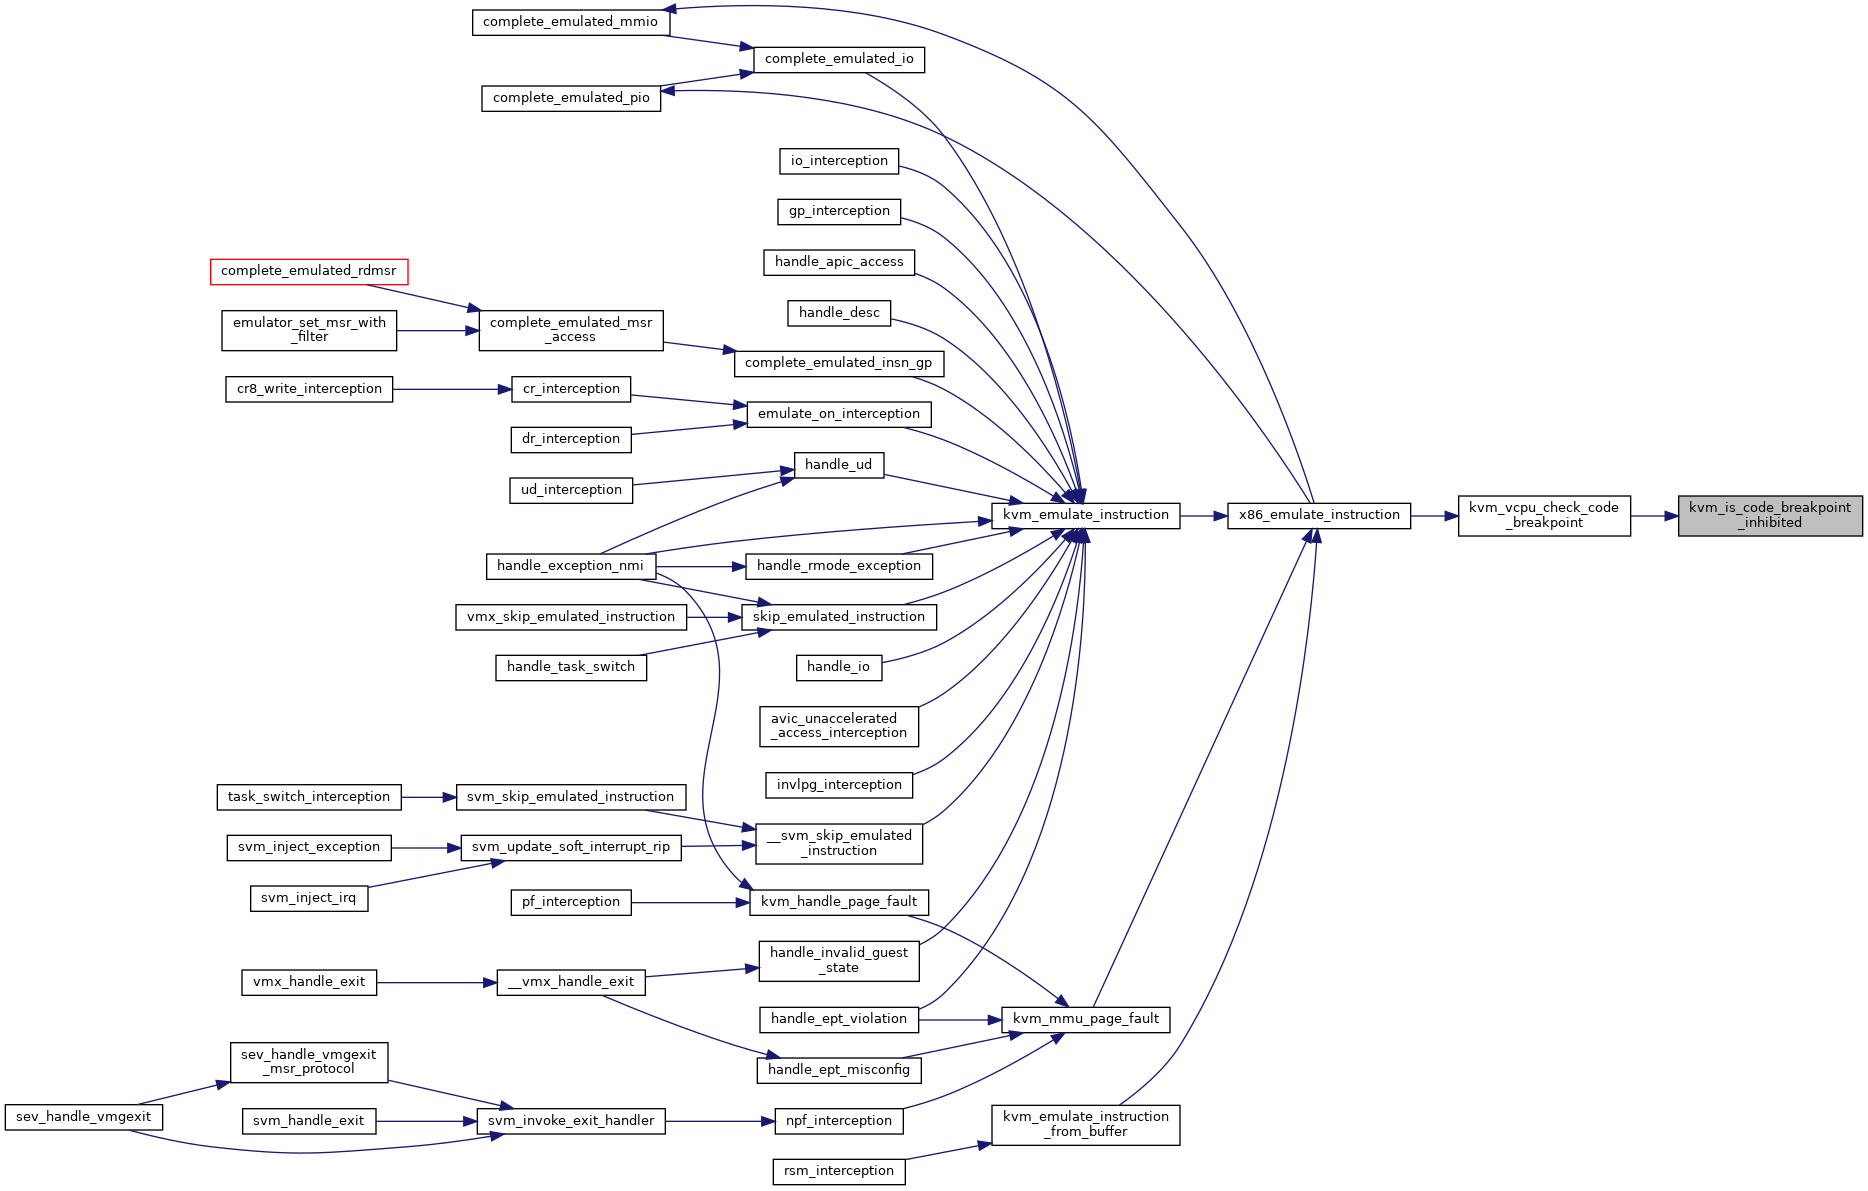 complete_emulated_mmio
complete_emulated_io
complete_emulated_pio
io_interception
gp_interception
handle_apic_access
complete_emulated_rdmsr
handle_desc
emulator_set_msr_with
_filter
complete_emulated_msr
_access
complete_emulated_insn_gp
cr8_write_interception
cr_interception
emulate_on_interception
dr_interception
handle_ud
ud_interception
kvm_emulate_instruction
x86_emulate_instruction
kvm_vcpu_check_code
_breakpoint
kvm_is_code_breakpoint
_inhibited
handle_exception_nmi
handle_rmode_exception
vmx_skip_emulated_instruction
skip_emulated_instruction
handle_task_switch
handle_io
avic_unaccelerated
_access_interception
invlpg_interception
task_switch_interception
svm_skip_emulated_instruction
__svm_skip_emulated
_instruction
svm_inject_exception
svm_update_soft_interrupt_rip
svm_inject_irq
pf_interception
kvm_handle_page_fault
handle_invalid_guest
_state
vmx_handle_exit
__vmx_handle_exit
handle_ept_violation
kvm_mmu_page_fault
handle_ept_misconfig
sev_handle_vmgexit
_msr_protocol
sev_handle_vmgexit
svm_handle_exit
svm_invoke_exit_handler
npf_interception
kvm_emulate_instruction
_from_buffer
rsm_interception